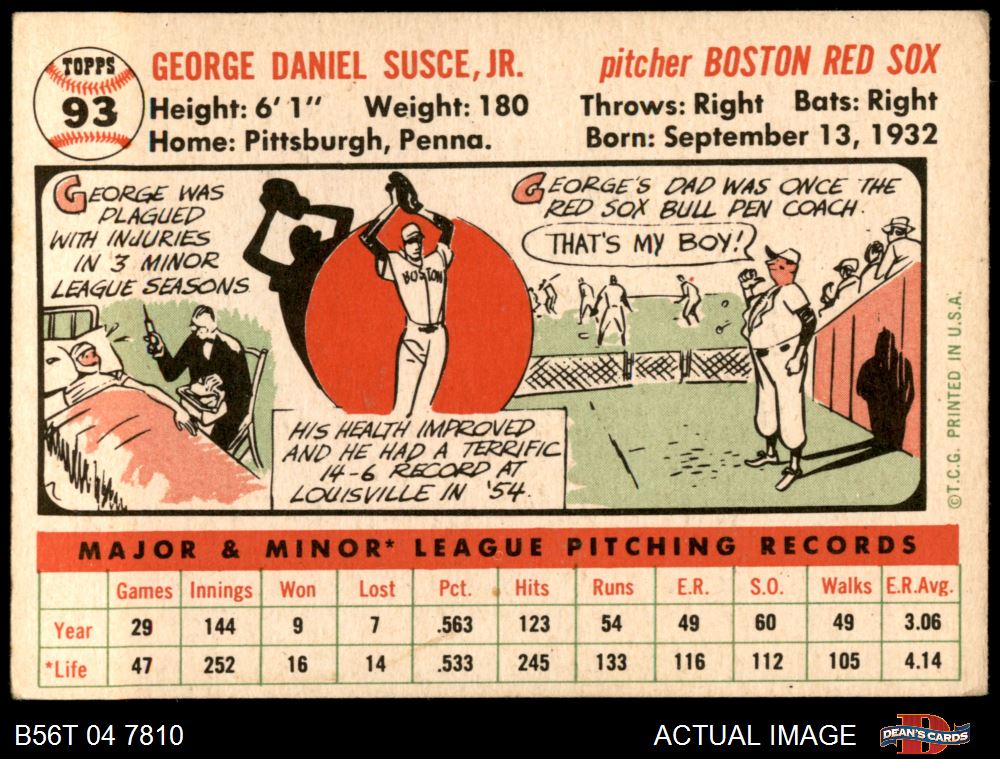 TOPPS
93
GEORGE DANIEL SUSCE, JR.
pitcher BOSTON RED SOX
Height: 6' 1" Weight: 180 Throws: Right Bats: Right
Home: Pittsburgh, Penna. Born: September 13, 1932
GEORGE WAS
PLAGUED
WITH INJURIES
IN 3 MINOR
LEAGUE SEASONS
BOSTON
HIS HEALTH IMPROVED
AND HE HAD A TERRIFIC
14-6 RECORD AT
LOUISVILLE IN '54.
GEORGE'S DAD WAS ONCE THE
RED SOX BULL PEN COACH.
THAT'S MY BOY!
©T.C.G. PRINTED IN U.S.A.
MAJOR & MINOR* LEAGUE PITCHING RECORDS
Games Innings Won Lost Pct. Hits Runs E.R. S.O. Walks E.R.Avg.
Year 29 144 9 7 .563 123 54 49 60 49 3.06
*Life 47 252 16 14 .533 245 133 116 112 105 4.14
B56T 04 7810
ACTUAL IMAGE
D
DEAN'S CARDS